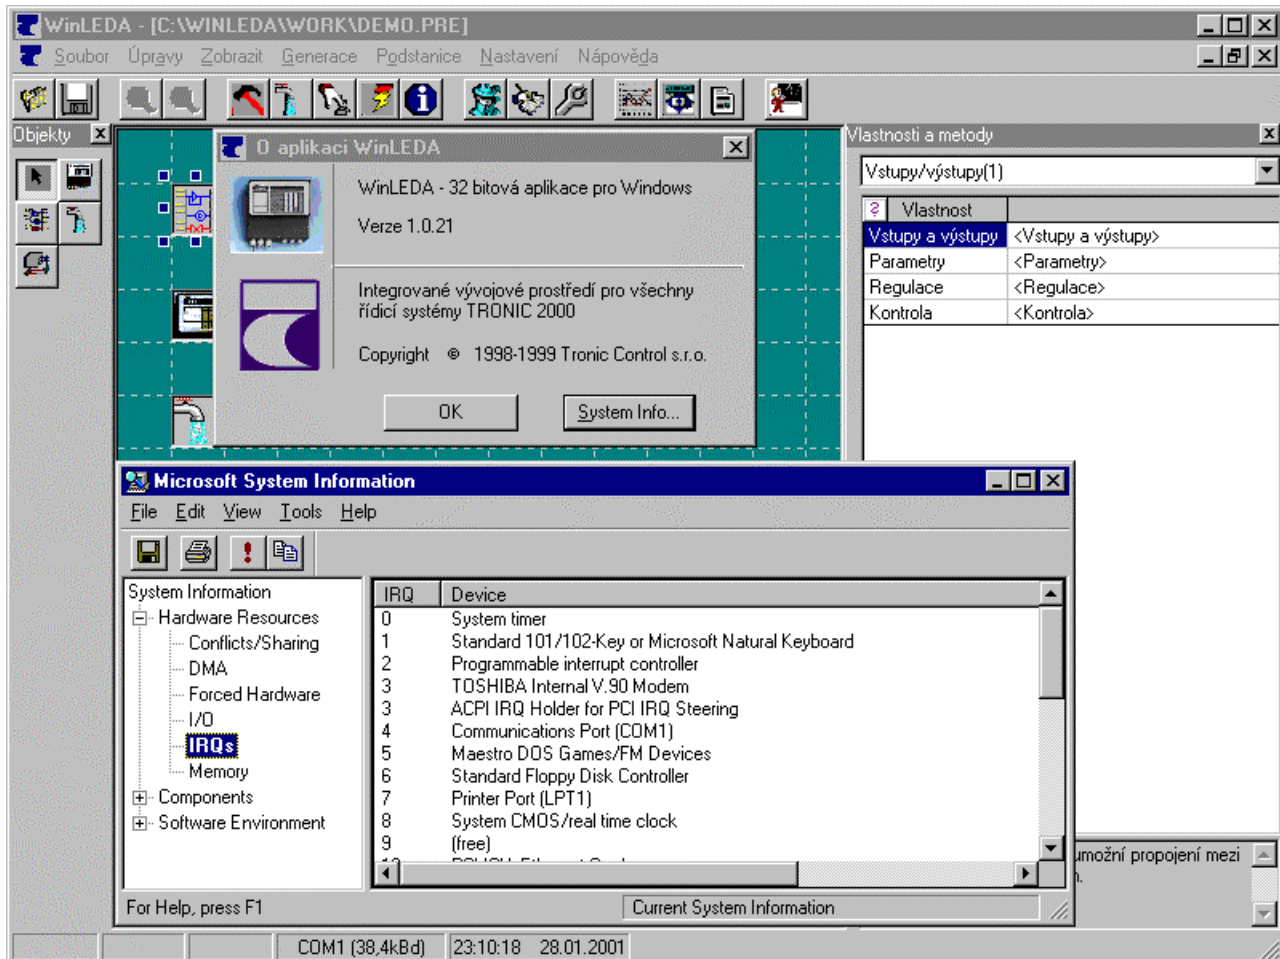 WinLEDA - [C:\WINLEDA\WORK\DEMO.PRE]
Soubor Úpravy Zobrazit Generace Podstanice Nastavení Nápověda
Objekty
O aplikaci WinLEDA
WinLEDA - 32 bitová aplikace pro Windows
Verze 1.0.21
Integrované vývojové prostředí pro všechny
řídicí systémy TRONIC 2000
Copyright © 1998-1999 Tronic Control s.r.o.
OK
System Info...
Vlastnosti a metody
Vstupy/výstupy(1)
? Vlastnost
Vstupy a výstupy <Vstupy a výstupy>
Parametry <Parametry>
Regulace <Regulace>
Kontrola <Kontrola>
Microsoft System Information
File Edit View Tools Help
System Information
Hardware Resources
Conflicts/Sharing
DMA
Forced Hardware
I/O
IRQs
Memory
Components
Software Environment
IRQ Device
0 System timer
1 Standard 101/102-Key or Microsoft Natural Keyboard
2 Programmable interrupt controller
3 TOSHIBA Internal V.90 Modem
3 ACPI IRQ Holder for PCI IRQ Steering
4 Communications Port (COM1)
5 Maestro DOS Games/FM Devices
6 Standard Floppy Disk Controller
7 Printer Port (LPT1)
8 System CMOS/real time clock
9 (free)
For Help, press F1
Current System Information
umožní propojení mezi
COM1 (38,4kBd) 23:10:18 28.01.2001